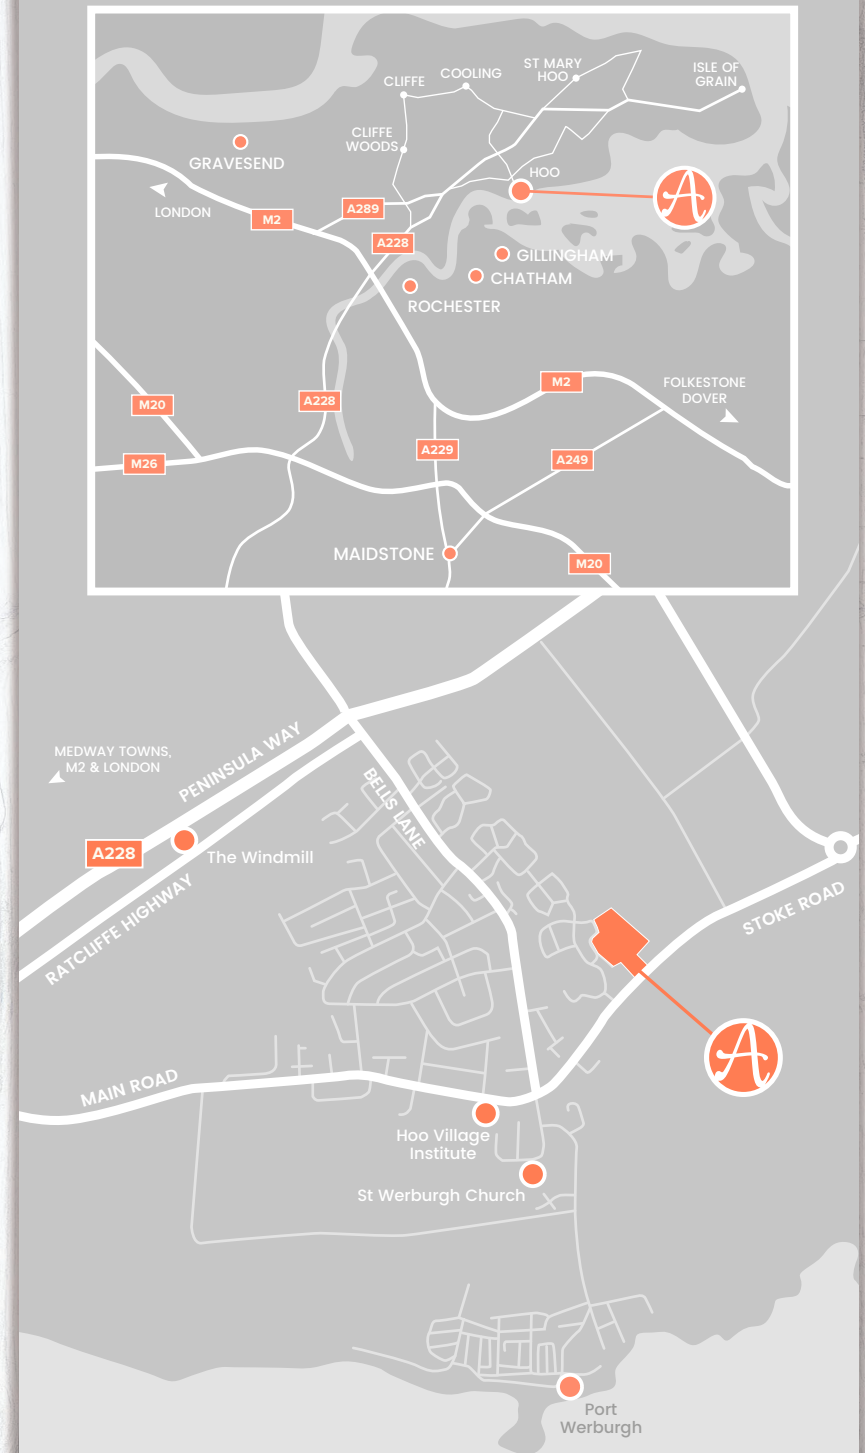 ST MARY
HOO
ISLE OF
GRAIN
COOLING
CLIFFE
CLIFFE
WOODS
GRAVESEND
HOO
A
LONDON
M2
A289
A228
GILLINGHAM
CHATHAM
ROCHESTER
M2
FOLKESTONE
DOVER
M20
A228
A229
A249
M26
MAIDSTONE
M20
PENINSULA WAY
MEDWAY TOWNS,
M2 & LONDON
BELLS LANE
A228
The Windmill
RATCLIFFE HIGHWAY
STOKE ROAD
A
MAIN ROAD
Hoo Village
Institute
St Werburgh Church
Port
Werburgh